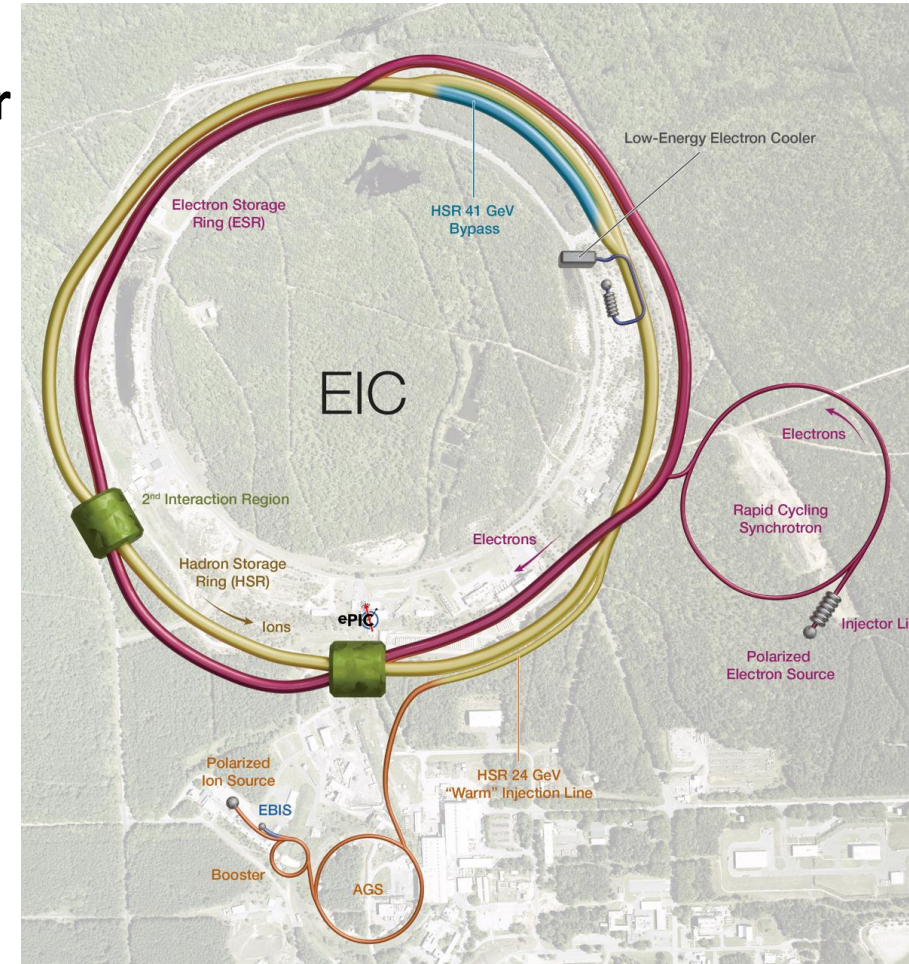 r
Low-Energy Electron Cooler
Electron Storage
Ring (ESR)
HSR 41 GeV
Bypass
EIC
Electrons
2nd Interaction Region
Rapid Cycling
Synchrotron
Electrons
Hadron Storage
Ring (HSR)
Ions
ePIC
Injector Li
Polarized
Electron Source
Polarized
Ion Source
HSR 24 GeV
“Warm” Injection Line
EBIS
Booster
AGS